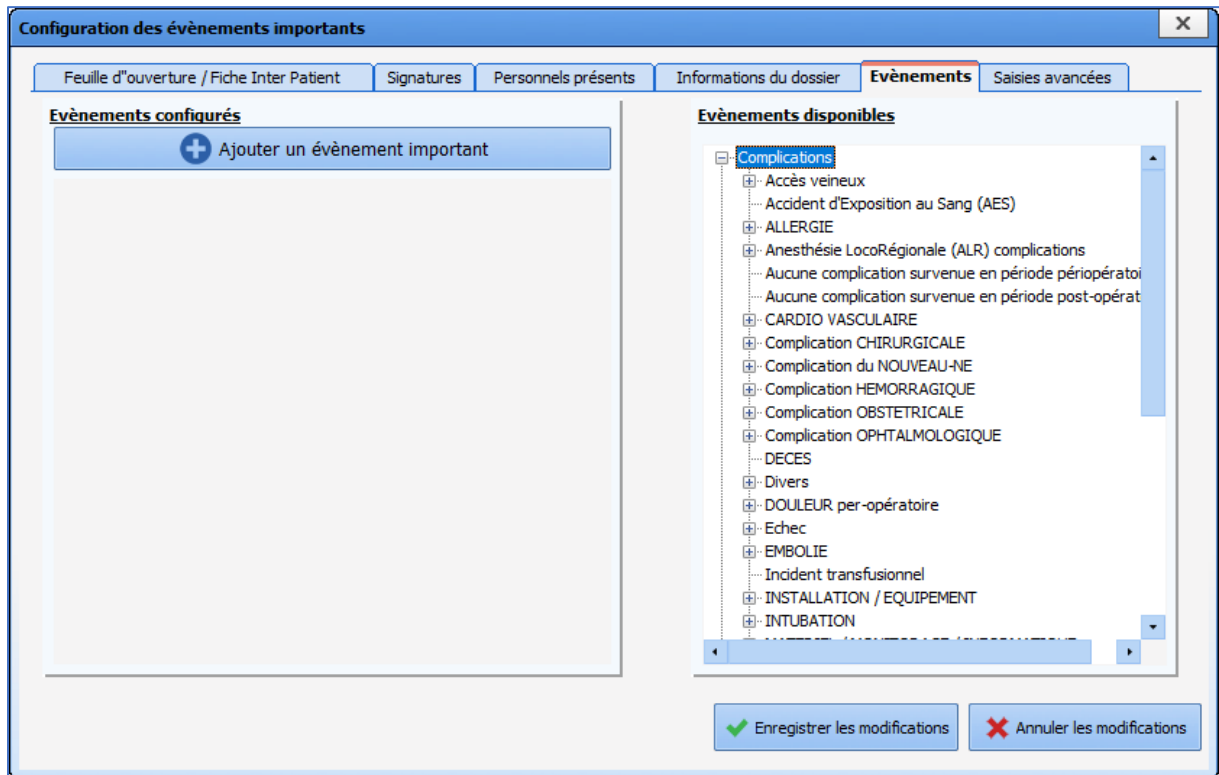 Configuration des évènements importants
Feuille d"ouverture / Fiche Inter Patient
Signatures
Personnels présents
Informations du dossier
Evènements
Saisies avancées
Evènements configurés
Ajouter un évènement important
Evènements disponibles
Complications
Accès veineux
Accident d'Exposition au Sang (AES)
ALLERGIE
Anesthésie LocoRégionale (ALR) complications
Aucune complication survenue en période périopératoi
Aucune complication survenue en période post-opérat
CARDIO VASCULAIRE
Complication CHIRURGICALE
Complication du NOUVEAU-NE
Complication HEMORRAGIQUE
Complication OBSTETRICALE
Complication OPHTALMOLOGIQUE
DECES
Divers
DOULEUR per-opératoire
Echec
EMBOLIE
Incident transfusionnel
INSTALLATION / EQUIPEMENT
INTUBATION
Enregistrer les modifications
Annuler les modifications